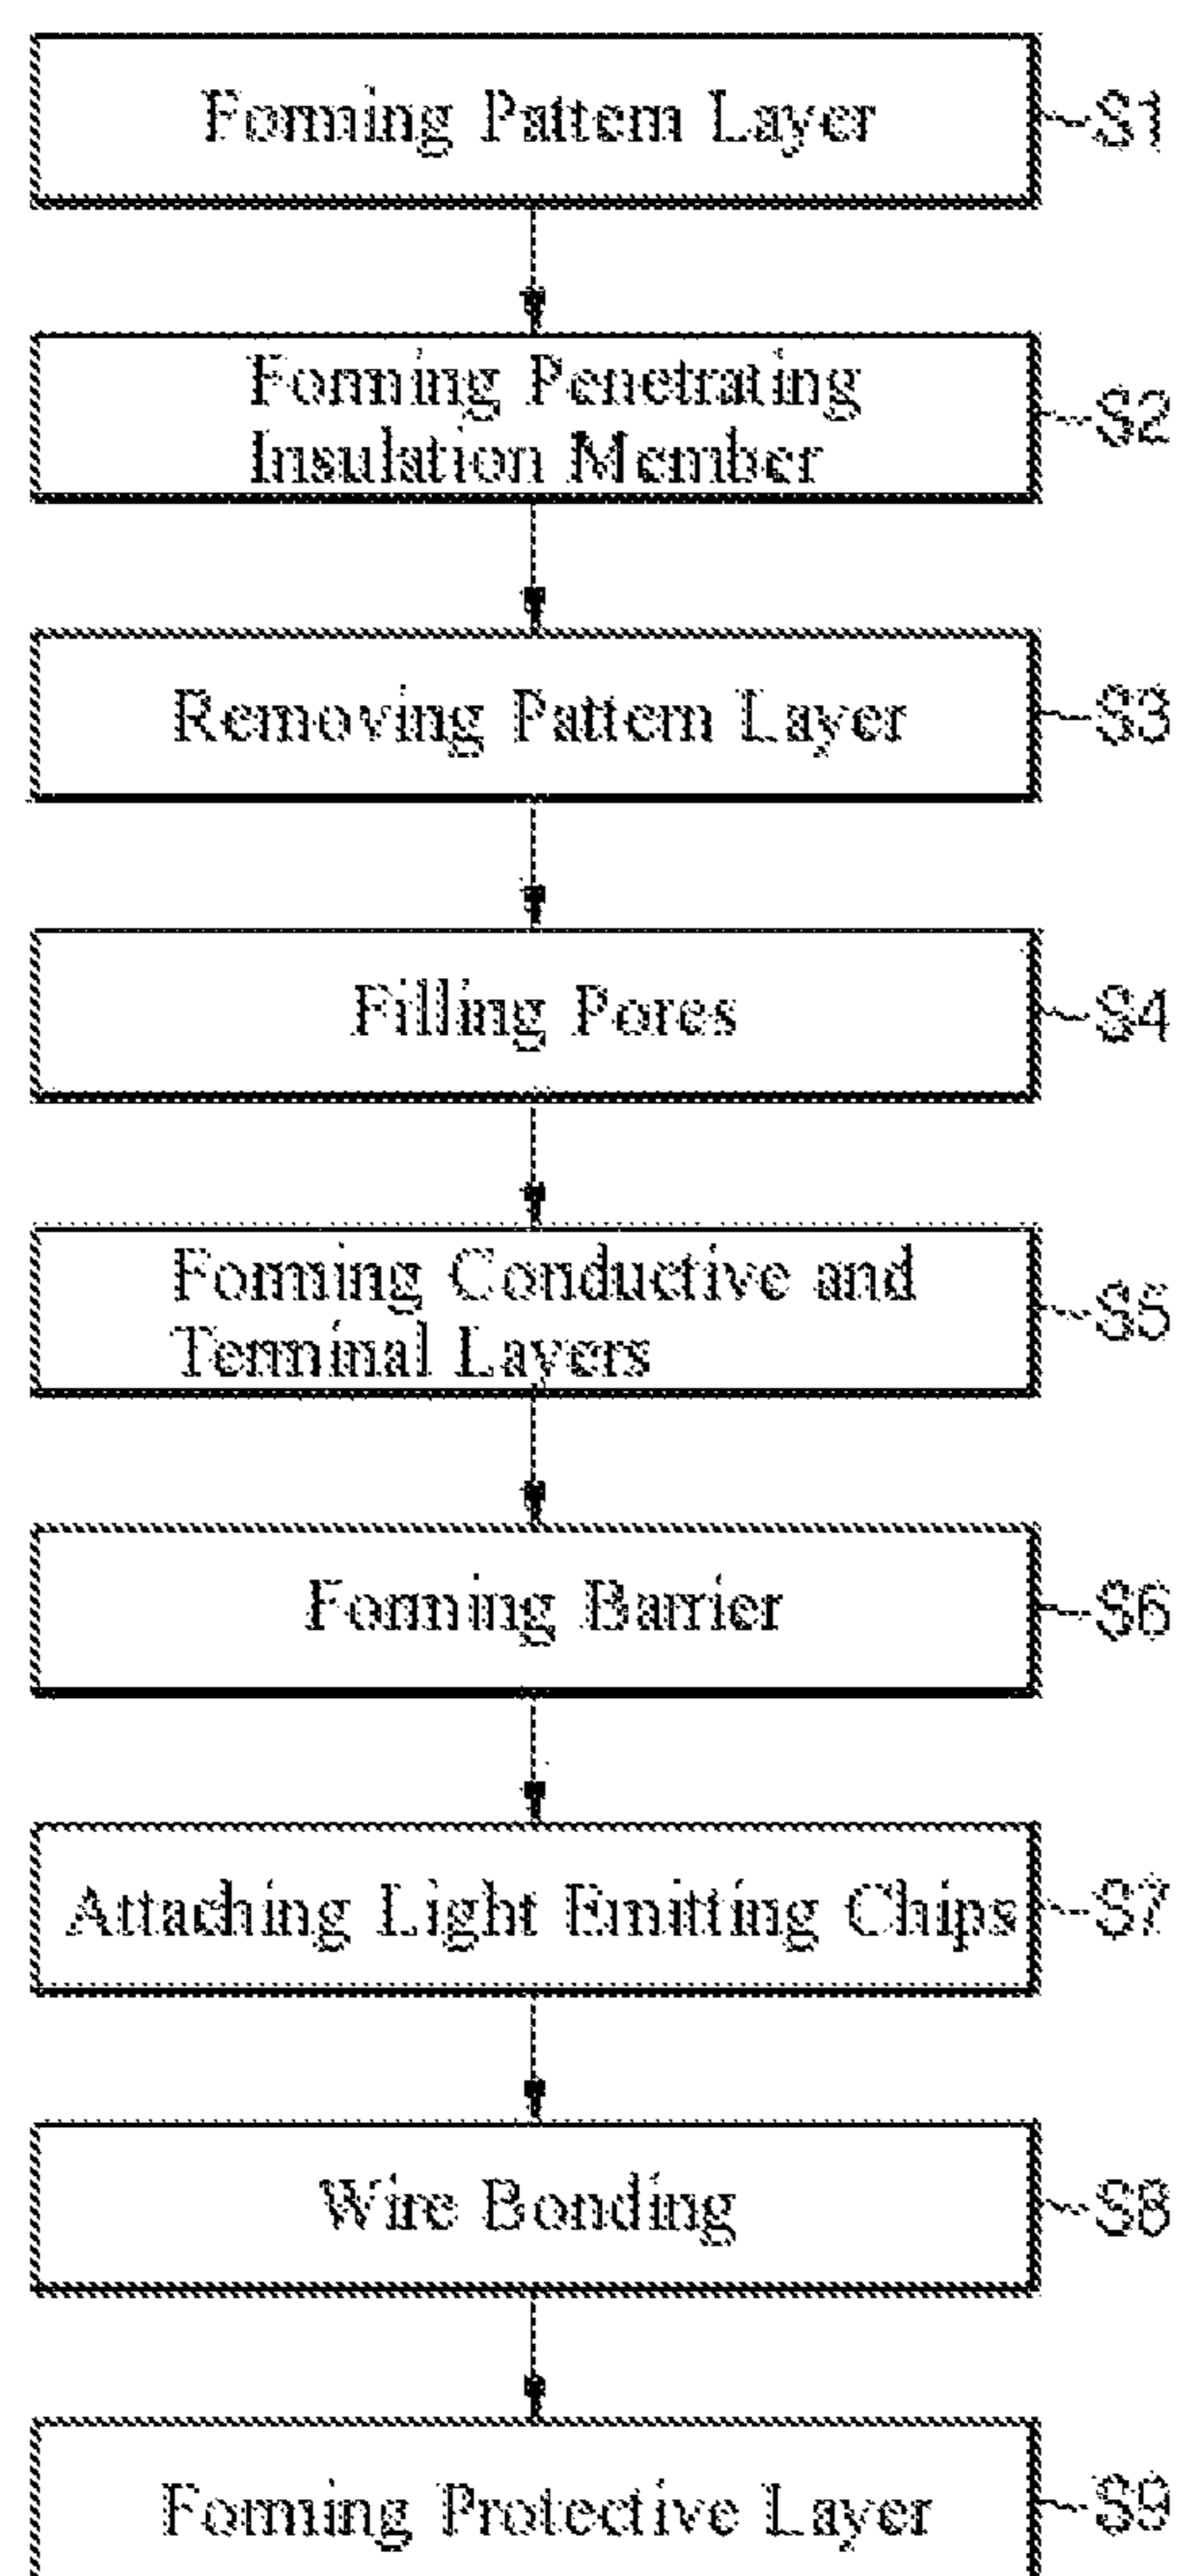 Forming Pattern Layer
S1
Forming Penetrating
Insulation Member
S2
Removing Pattern Layer
S3
Filling Pores
S4
Forming Conductive and
Terminal Layers
S5
Forming Barrier
S6
Attaching Light Emitting Chips
S7
Wire Bonding
S8
Forming Protective Layer
S9